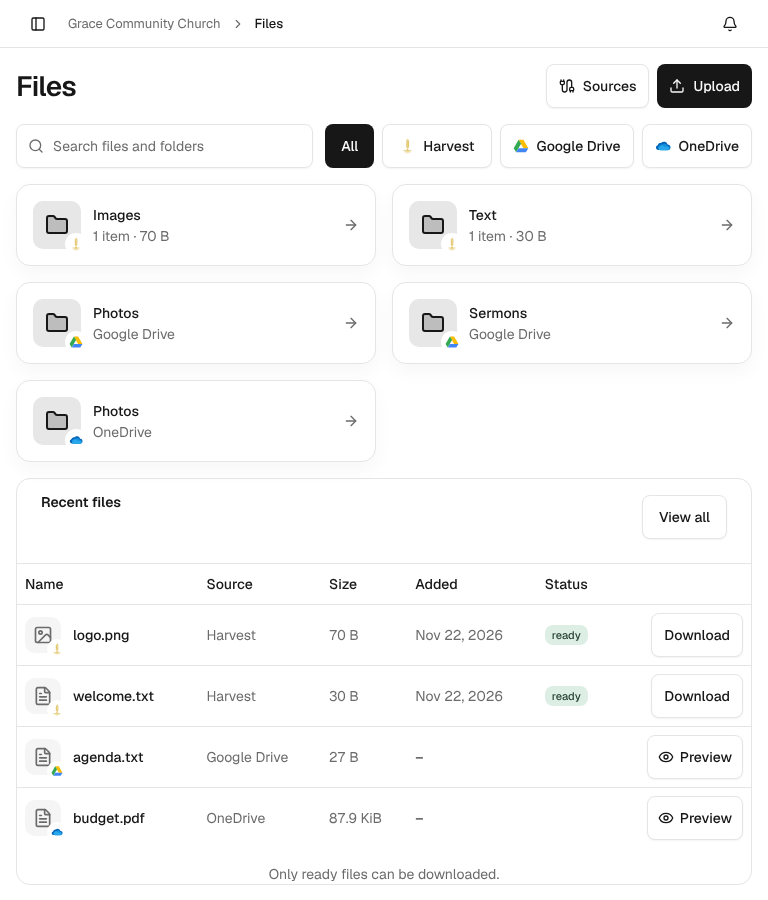 Grace Community Church
Files
Files
Sources
Upload
Search files and folders
All
Harvest
Google Drive
OneDrive
Images
1 item · 70 B
Text
1 item · 30 B
Photos
Google Drive
Sermons
Google Drive
Photos
OneDrive
Recent files
View all
Name Source Size Added Status
logo.png Harvest 70 B Nov 22, 2026 ready Download
welcome.txt Harvest 30 B Nov 22, 2026 ready Download
agenda.txt Google Drive 27 B – Preview
budget.pdf OneDrive 87.9 KiB – Preview
Only ready files can be downloaded.